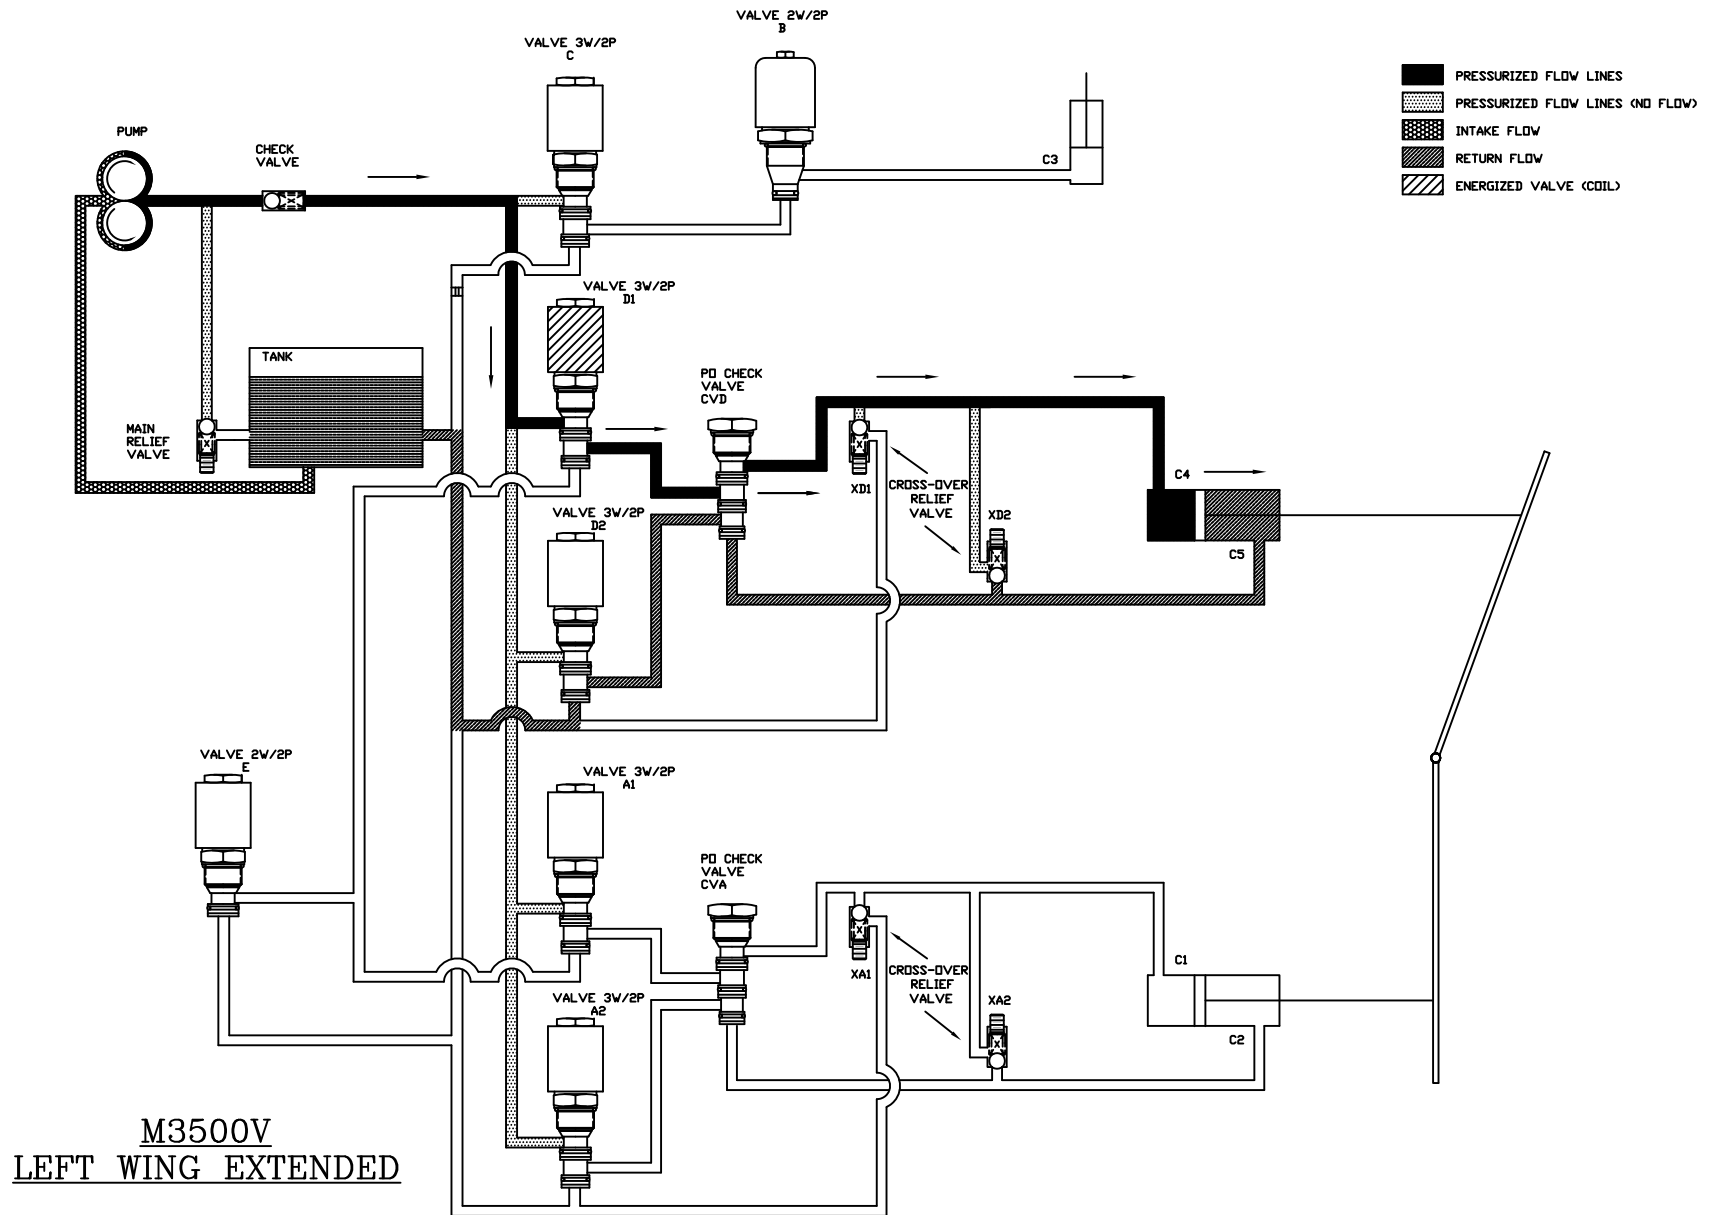 VALVE 2W/2P
B
VALVE 3W/2P
C
PRESSURIZED FLOW LINES
PRESSURIZED FLOW LINES (NO FLOW)
INTAKE FLOW
RETURN FLOW
ENERGIZED VALVE (COIL)
PUMP
CHECK
VALVE
C3
VALVE 3W/2P
D1
TANK
PO CHECK
VALVE
CVD
MAIN
RELIEF
VALVE
XD1
CROSS-OVER
RELIEF
VALVE
XD2
C4
C5
VALVE 3W/2P
D2
VALVE 2W/2P
E
VALVE 3W/2P
A1
PO CHECK
VALVE
CVA
XA1
CROSS-OVER
RELIEF
VALVE
XA2
C1
C2
VALVE 3W/2P
A2
M3500V
LEFT WING EXTENDED